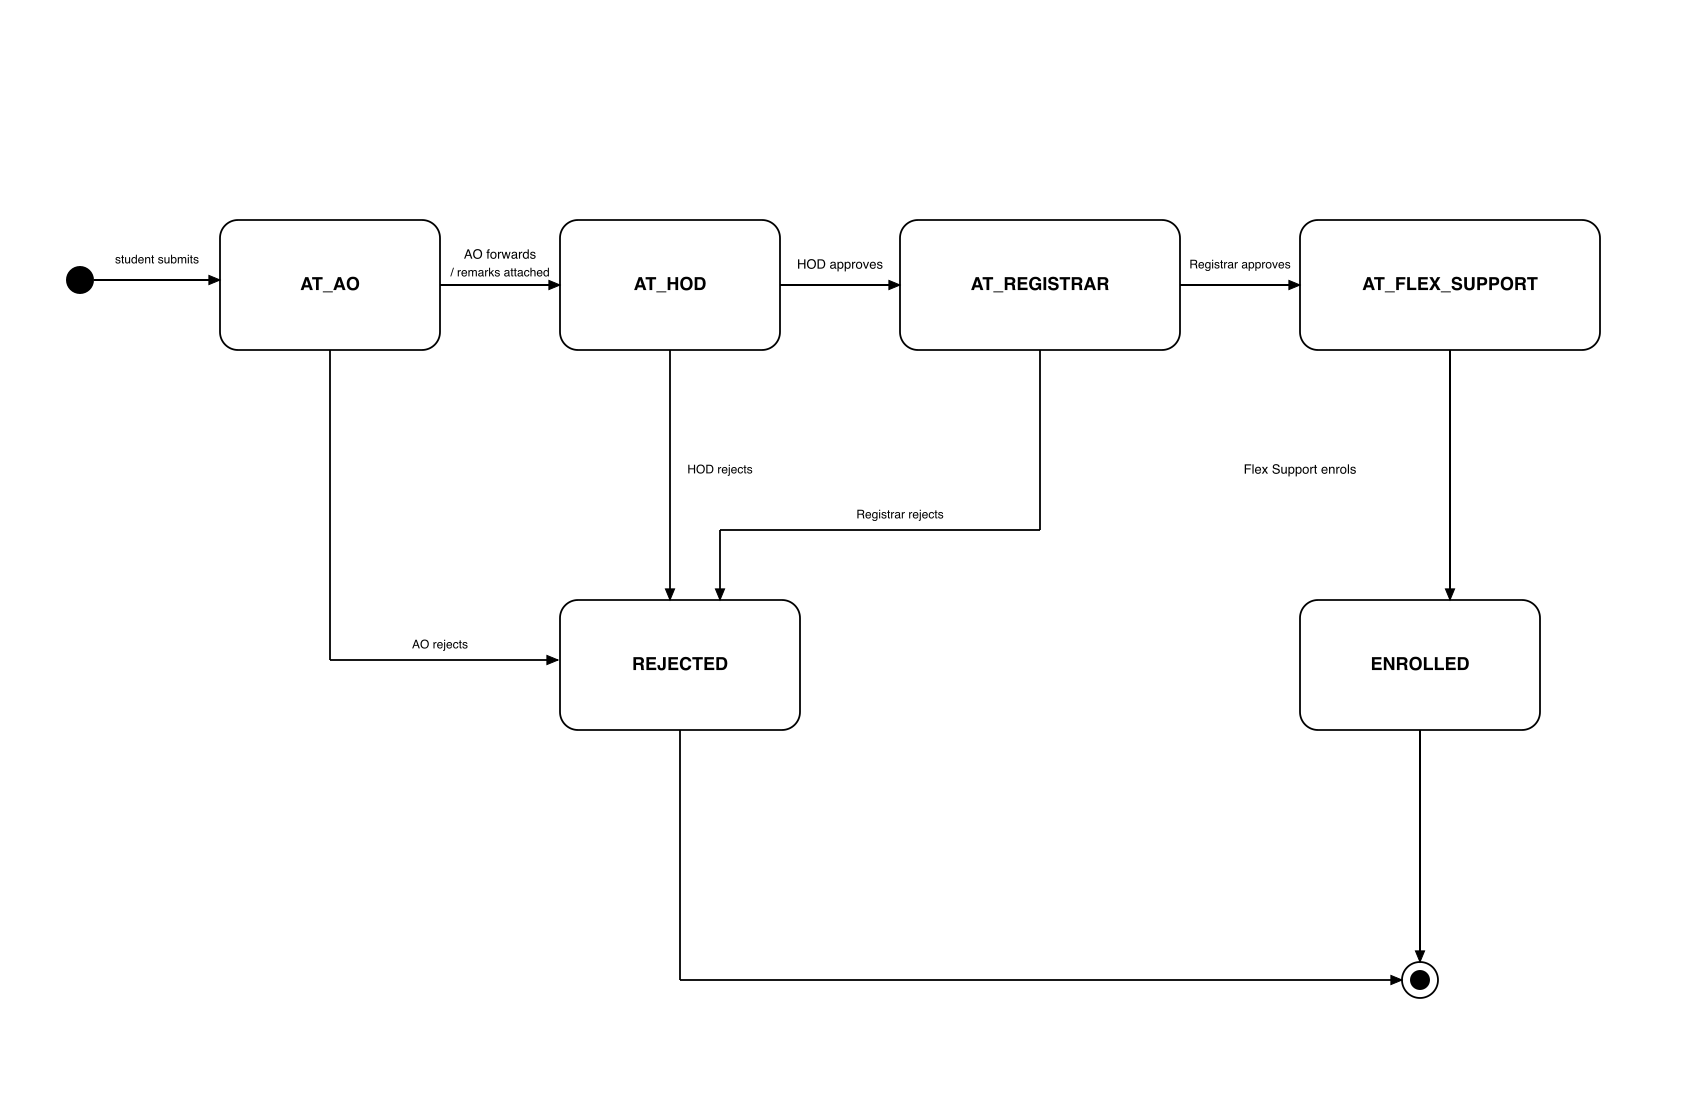 student submits
AT_AO
AO forwards
/ remarks attached
AT_HOD
HOD approves
AT_REGISTRAR
Registrar approves
AT_FLEX_SUPPORT
HOD rejects
Flex Support enrols
Registrar rejects
AO rejects
REJECTED
ENROLLED